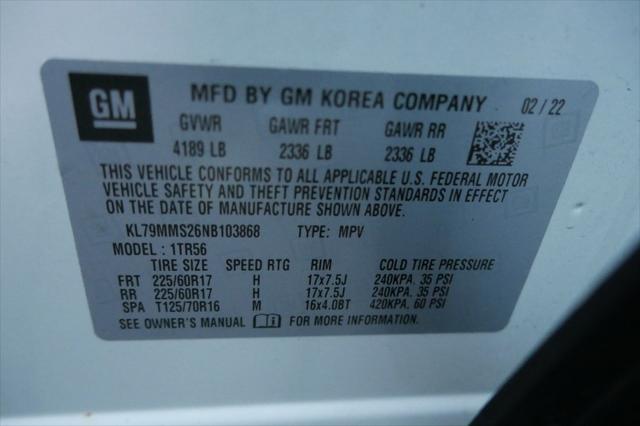 GM MFD BY GM KOREA COMPANY 02 / 22
GVWR GAWR FRT GAWR RR
4189 LB 2336 LB 2336 LB
THIS VEHICLE CONFORMS TO ALL APPLICABLE U.S. FEDERAL MOTOR
VEHICLE SAFETY AND THEFT PREVENTION STANDARDS IN EFFECT
ON THE DATE OF MANUFACTURE SHOWN ABOVE.
KL79MMS26NB103868 TYPE: MPV
MODEL : 1TR56
TIRE SIZE SPEED RTG RIM COLD TIRE PRESSURE
FRT 225/60R17 H 17x7.5J 240KPA, 35 PSI
RR 225/60R17 H 17x7.5J 240KPA, 35 PSI
SPA T125/70R16 M 16x4.0BT 420KPA, 60 PSI
SEE OWNER'S MANUAL FOR MORE INFORMATION.